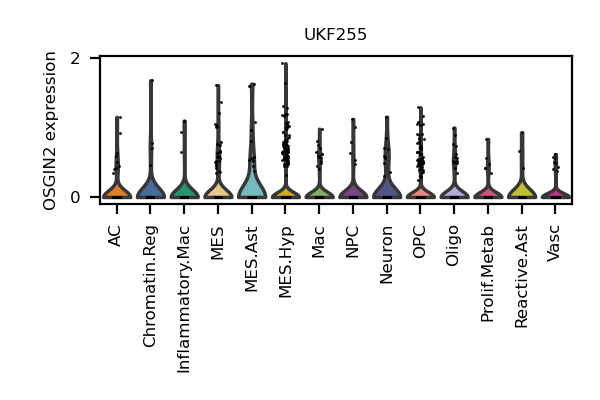 UKF255
OSGIN2 expression
2
0
AC
Chromatin.Reg
Inflammatory.Mac
MES
MES.Ast
MES.Hyp
Mac
NPC
Neuron
OPC
Oligo
Prolif.Metab
Reactive.Ast
Vasc